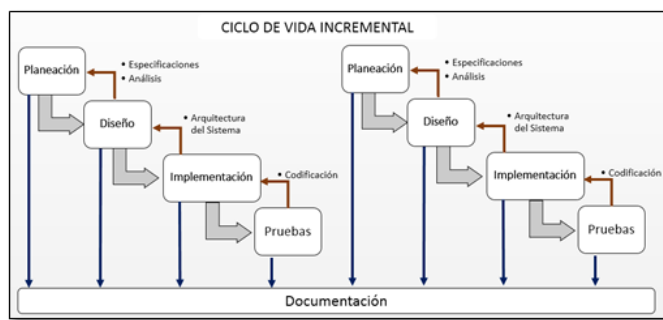 CICLO DE VIDA INCREMENTAL
Planeación
• Especificaciones
• Análisis
Diseño
• Arquitectura
del Sistema
Implementación
• Codificación
Pruebas
Planeación
• Especificaciones
• Análisis
Diseño
• Arquitectura
del Sistema
Implementación
• Codificación
Pruebas
Documentación